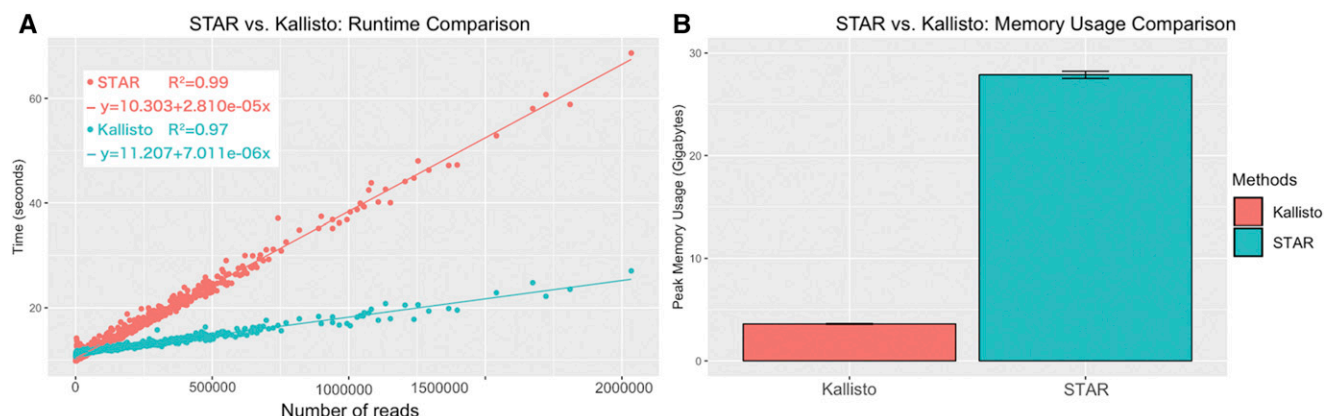 A
STAR vs. Kallisto: Runtime Comparison
STAR R²=0.99
y=10.303+2.810e-05x
Kallisto R²=0.97
y=11.207+7.011e-06x
Time (seconds)
60
40
20
0
500000
1000000
1500000
2000000
Number of reads
B
STAR vs. Kallisto: Memory Usage Comparison
Peak Memory Usage (Gigabytes)
30
20
10
0
Kallisto
STAR
Methods
Kallisto
STAR